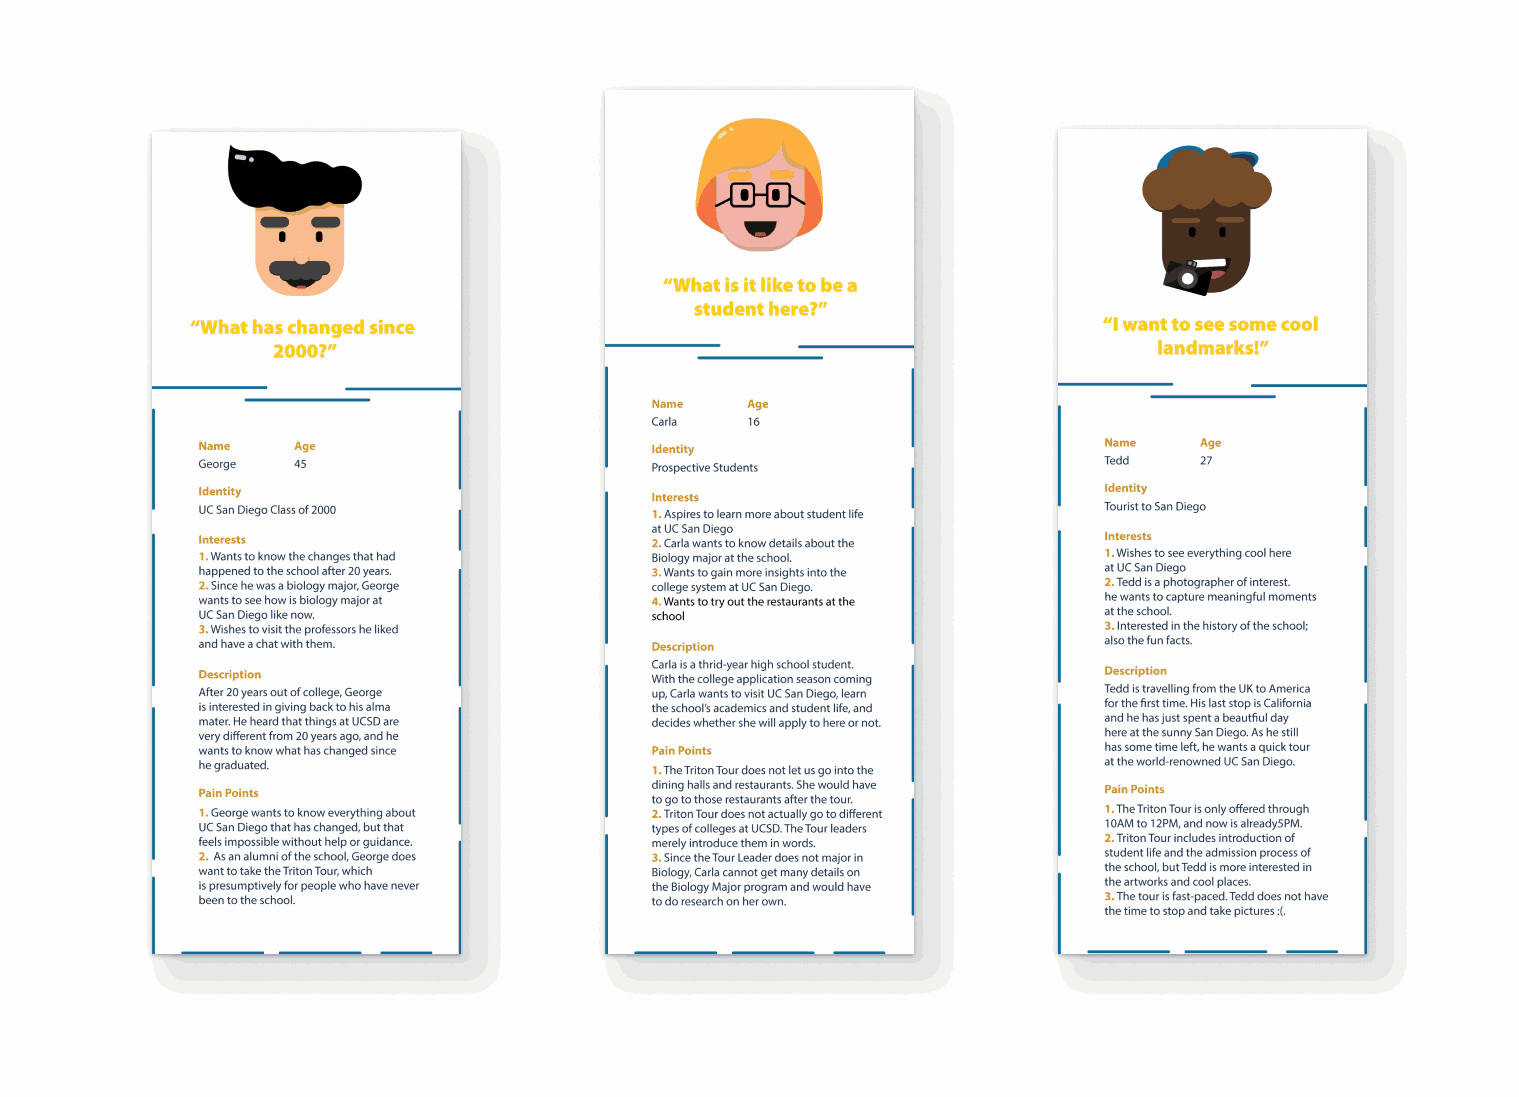 “What has changed since
2000?”
Name Age
George 45
Identity
UC San Diego Class of 2000
Interests
1. Wants to know the changes that had
happened to the school after 20 years.
2. Since he was a biology major, George
wants to see how is biology major at
UC San Diego like now.
3. Wishes to visit the professors he liked
and have a chat with them.
Description
After 20 years out of college, George
is interested in giving back to his alma
mater. He heard that things at UCSD are
very different from 20 years ago, and he
wants to know what has changed since
he graduated.
Pain Points
1. George wants to know everything about
UC San Diego that has changed, but that
feels impossible without help or guidance.
2. As an alumni of the school, George does
want to take the Triton Tour, which
is presumptively for people who have never
been to the school.
“What is it like to be a
student here?”
Name Age
Carla 16
Identity
Prospective Students
Interests
1. Aspires to learn more about student life
at UC San Diego
2. Carla wants to know details about the
Biology major at the school.
3. Wants to gain more insights into the
college system at UC San Diego.
4. Wants to try out the restaurants at the
school
Description
Carla is a thrid-year high school student.
With the college application season coming
up, Carla wants to visit UC San Diego, learn
the school’s academics and student life, and
decides whether she will apply to here or not.
Pain Points
1. The Triton Tour does not let us go into the
dining halls and restaurants. She would have
to go to those restaurants after the tour.
2. Triton Tour does not actually go to different
types of colleges at UCSD. The Tour leaders
merely introduce them in words.
3. Since the Tour Leader does not major in
Biology, Carla cannot get many details on
the Biology Major program and would have
to do research on her own.
“I want to see some cool
landmarks!”
Name Age
Tedd 27
Identity
Tourist to San Diego
Interests
1. Wishes to see everything cool here
at UC San Diego
2. Tedd is a photographer of interest.
he wants to capture meaningful moments
at the school.
3. Interested in the history of the school;
also the fun facts.
Description
Tedd is travelling from the UK to America
for the first time. His last stop is California
and he has just spent a beautfiul day
here at the sunny San Diego. As he still
has some time left, he wants a quick tour
at the world-renowned UC San Diego.
Pain Points
1. The Triton Tour is only offered through
10AM to 12PM, and now is already5PM.
2. Triton Tour includes introduction of
student life and the admission process of
the school, but Tedd is more interested in
the artworks and cool places.
3. The tour is fast-paced. Tedd does not have
the time to stop and take pictures :(.